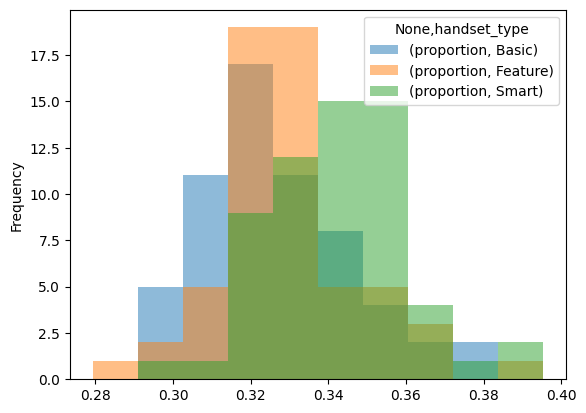 None,handset_type
(proportion, Basic)
(proportion, Feature)
(proportion, Smart)
17.5
15.0
12.5
10.0
7.5
5.0
2.5
0.0
Frequency
0.28 0.30 0.32 0.34 0.36 0.38 0.40